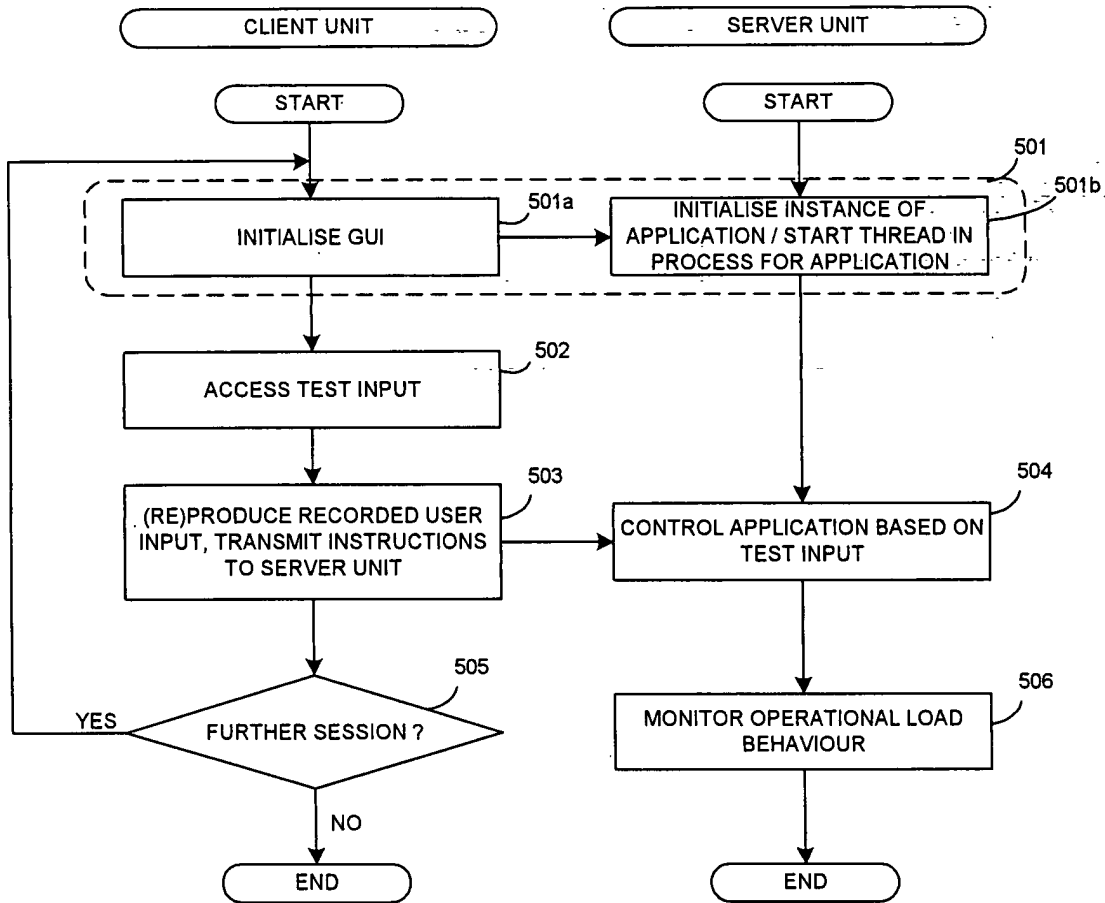 CLIENT UNIT
SERVER UNIT
START
START
501
501a
501b
INITIALISE GUI
INITIALISE INSTANCE OF
APPLICATION / START THREAD IN
PROCESS FOR APPLICATION
502
ACCESS TEST INPUT
503
504
(RE)PRODUCE RECORDED USER
INPUT, TRANSMIT INSTRUCTIONS
TO SERVER UNIT
CONTROL APPLICATION BASED ON
TEST INPUT
505
506
YES
FURTHER SESSION ?
MONITOR OPERATIONAL LOAD
BEHAVIOUR
NO
END
END